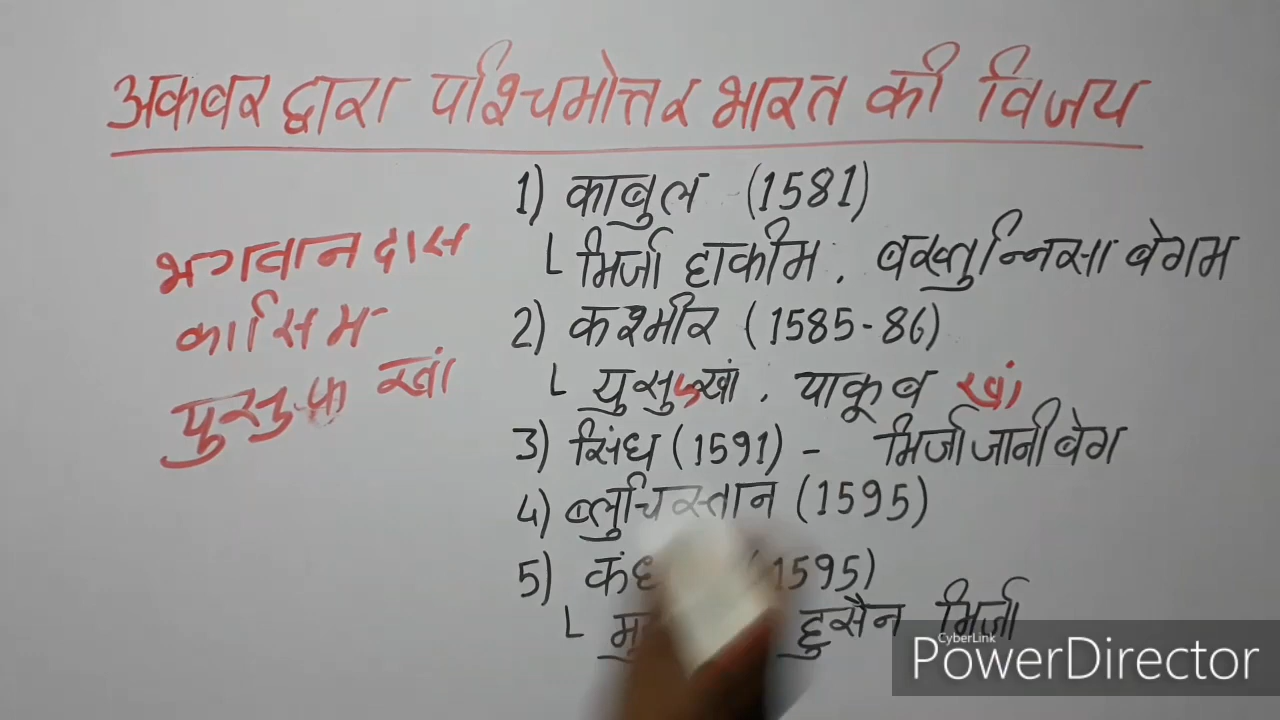 अकबर द्वारा पश्चिमोत्तर भारत की विजय
1) काबुल (1581)
└ मिर्जा हाकीम . बख्तुन्निसा बेगम
2) कश्मीर (1585-86)
└ युसुफखां . याकूब खां
3) सिंध (1591) - मिर्जा जानी बेग
4) ब्लुचिस्तान (1595)
5) (1595)
└ हुसैन मिर्जा
भगवान दास
कासिम -
युसुफ खां
CyberLink
PowerDirector